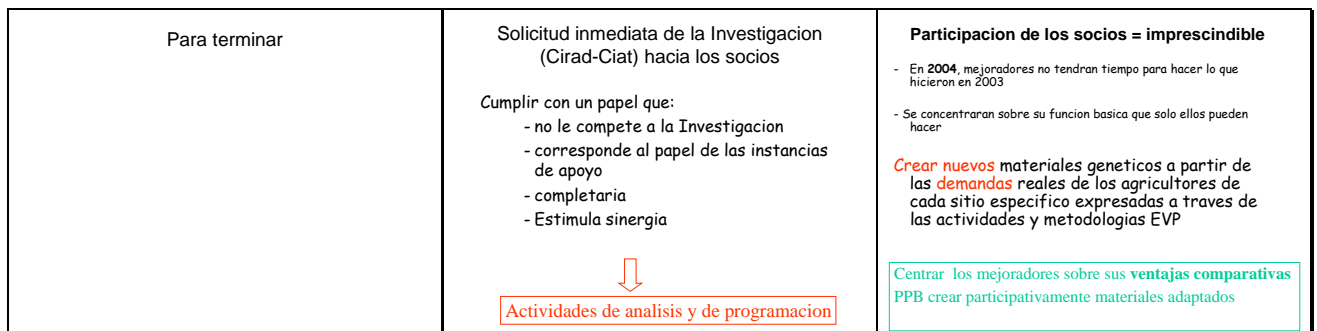 Para terminar
Solicitud inmediata de la Investigacion
(Cirad-Ciat) hacia los socios
Cumplir con un papel que:
- no le compete a la Investigacion
- corresponde al papel de las instancias
de apoyo
- completaria
- Estimula sinergia
Actividades de analisis y de programacion
Participacion de los socios = imprescindible
- En 2004, mejoradores no tendran tiempo para hacer lo que
hicieron en 2003
- Se concentraran sobre su funcion basica que solo ellos pueden
hacer
Crear nuevos materiales geneticos a partir de
las demandas reales de los agricultores de
cada sitio especifico expresadas a traves de
las actividades y metodologias EVP
Centrar los mejoradores sobre sus ventajas comparativas
PPB crear participativamente materiales adaptados